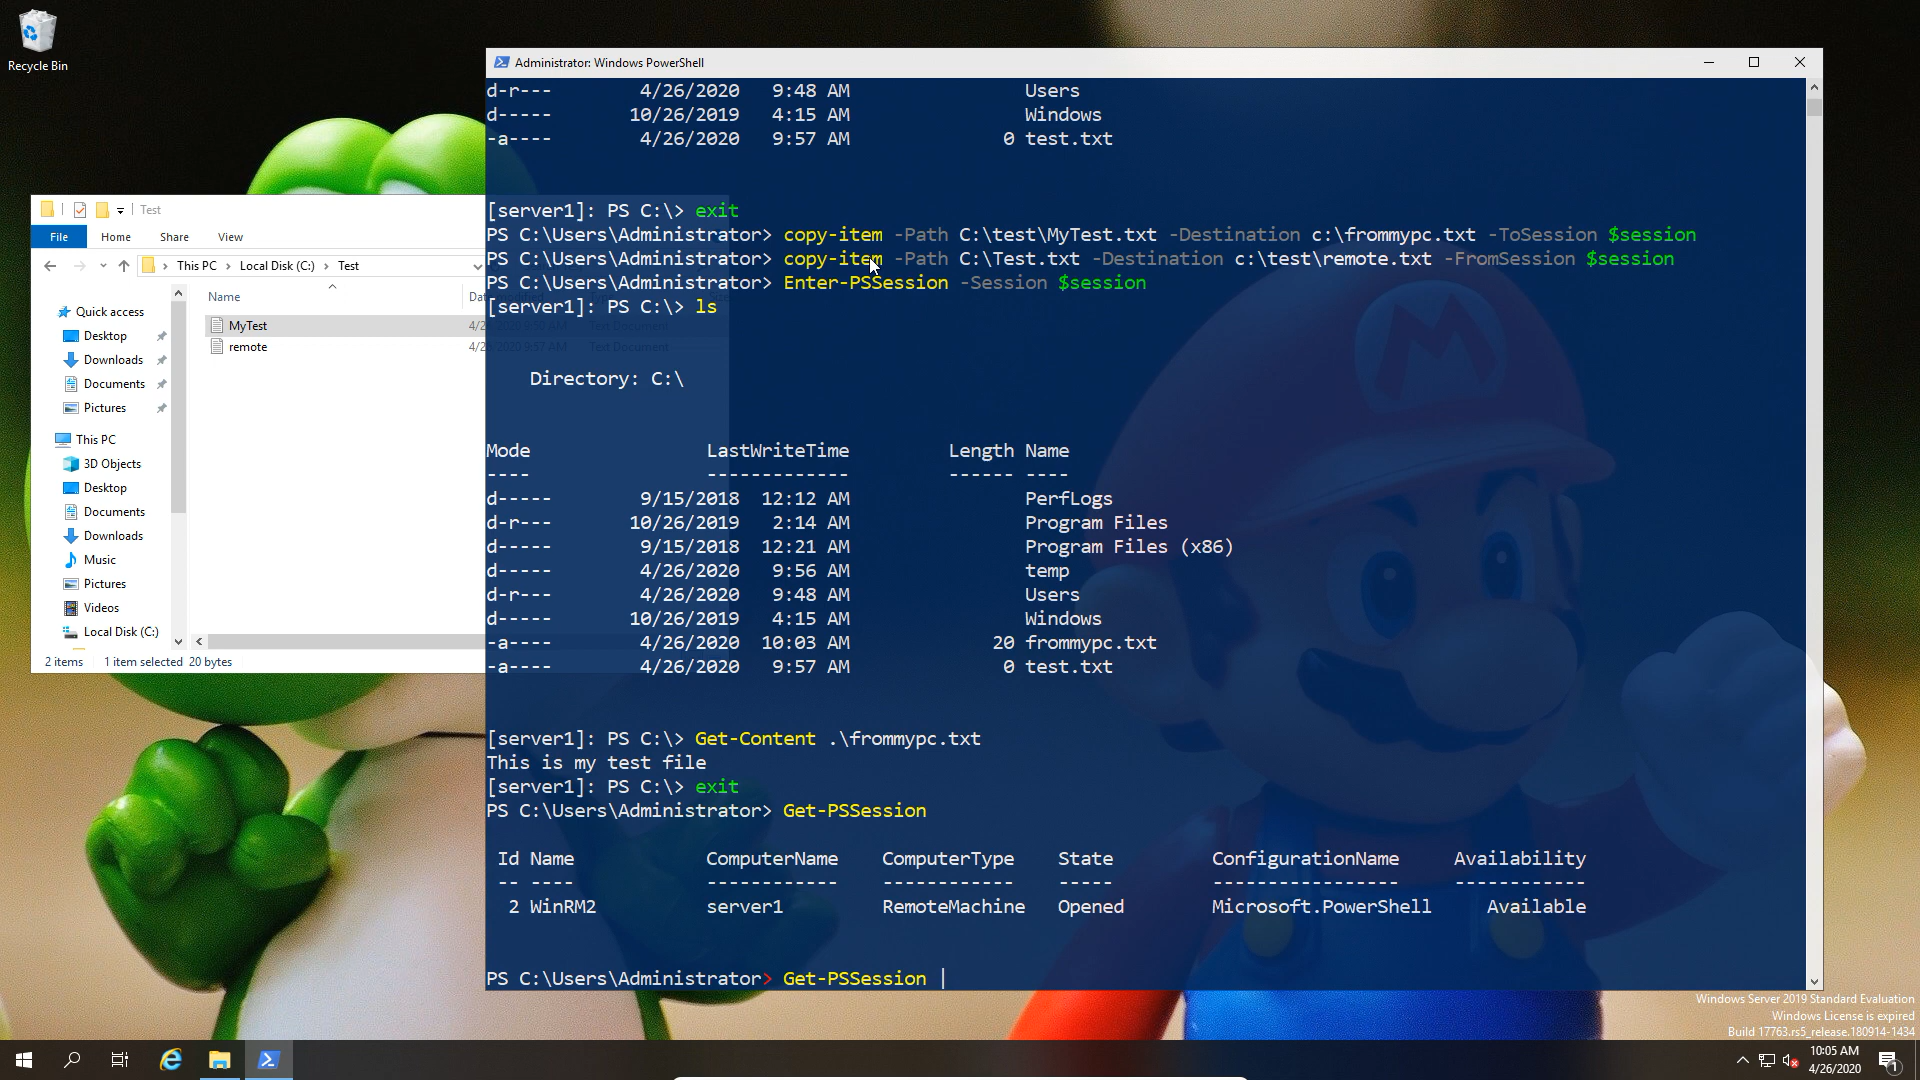 Recycle Bin
Administrator: Windows PowerShell
d-r--- 4/26/2020 9:48 AM Users
d----- 10/26/2019 4:15 AM Windows
-a---- 4/26/2020 9:57 AM 0 test.txt
[server1]: PS C:\> exit
PS C:\Users\Administrator> copy-item -Path C:\test\MyTest.txt -Destination c:\frommypc.txt -ToSession $session
PS C:\Users\Administrator> copy-item -Path C:\Test.txt -Destination c:\test\remote.txt -FromSession $session
PS C:\Users\Administrator> Enter-PSSession -Session $session
[server1]: PS C:\> ls
Directory: C:\
Mode LastWriteTime Length Name
---- ------------- ------ ----
d----- 9/15/2018 12:12 AM PerfLogs
d-r--- 10/26/2019 2:14 AM Program Files
d----- 9/15/2018 12:21 AM Program Files (x86)
d----- 4/26/2020 9:56 AM temp
d-r--- 4/26/2020 9:48 AM Users
d----- 10/26/2019 4:15 AM Windows
-a---- 4/26/2020 10:03 AM 20 frommypc.txt
-a---- 4/26/2020 9:57 AM 0 test.txt
[server1]: PS C:\> Get-Content .\frommypc.txt
This is my test file
[server1]: PS C:\> exit
PS C:\Users\Administrator> Get-PSSession
Id Name ComputerName ComputerType State ConfigurationName Availability
-- ---- ------------ ------------ ----- ----------------- ------------
2 WinRM2 server1 RemoteMachine Opened Microsoft.PowerShell Available
PS C:\Users\Administrator> Get-PSSession
Test
File Home Share View
This PC Local Disk (C:) Test
Name
Quick access
Desktop
Downloads
Documents
Pictures
This PC
3D Objects
Desktop
Documents
Downloads
Music
Pictures
Videos
Local Disk (C:)
MyTest
remote 9:57 AM Text Document
2 items 1 item selected 20 bytes
Windows Server 2019 Standard Evaluation
Windows License is expired
Build 17763.rs5_release.180914-1434
10:05 AM
4/26/2020
1